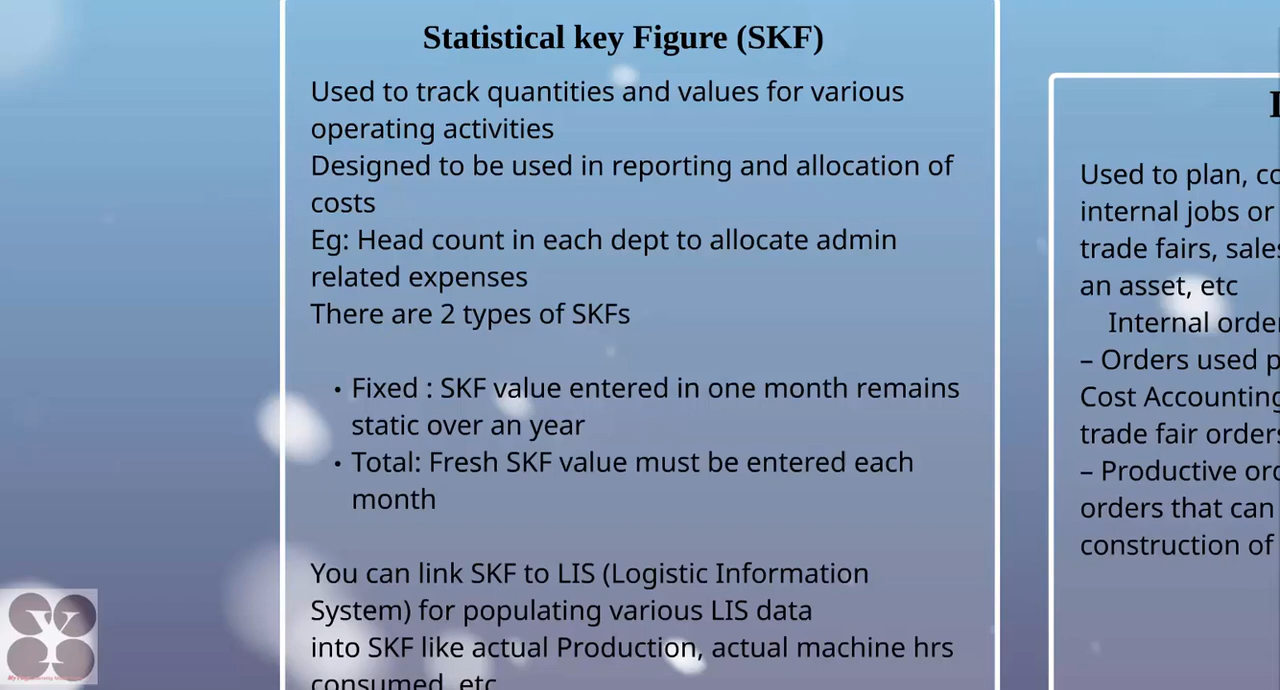 Statistical key Figure (SKF)
Used to track quantities and values for various
operating activities
Designed to be used in reporting and allocation of
costs
Eg: Head count in each dept to allocate admin
related expenses
There are 2 types of SKFs
• Fixed : SKF value entered in one month remains
static over an year
• Total: Fresh SKF value must be entered each
month
You can link SKF to LIS (Logistic Information
System) for populating various LIS data
into SKF like actual Production, actual machine hrs
consumed, etc
Used to plan, co
internal jobs or
trade fairs, sales
an asset, etc
Internal order
– Orders used p
Cost Accounting
trade fair orders
– Productive ord
orders that can
construction of
Y